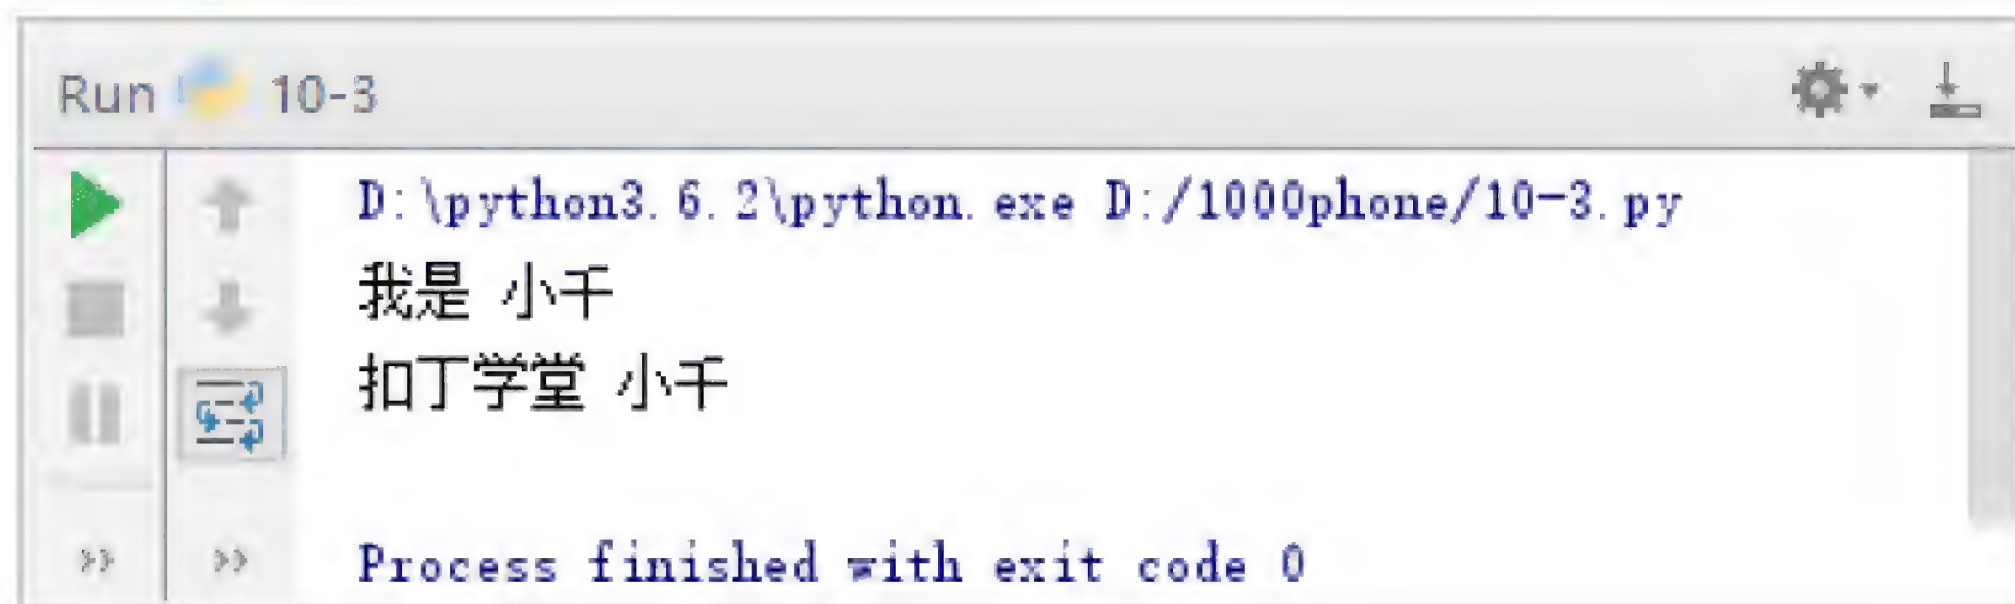 Run 10-3
D:\python3.6.2\python.exe D:/1000phone/10-3.py
我是 小千
扣丁学堂 小千
Process finished with exit code 0